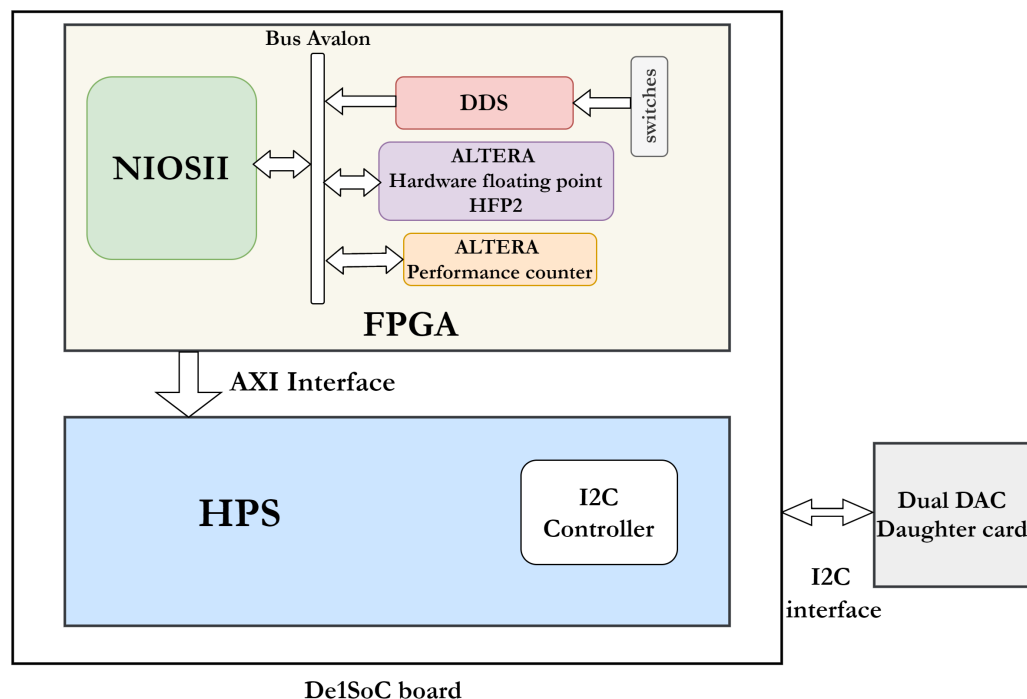 Bus Avalon
NIOSII
DDS
switches
ALTERA
Hardware floating point
HFP2
ALTERA
Performance counter
FPGA
AXI Interface
HPS
I2C
Controller
Dual DAC
Daughter card
I2C
interface
De1SoC board